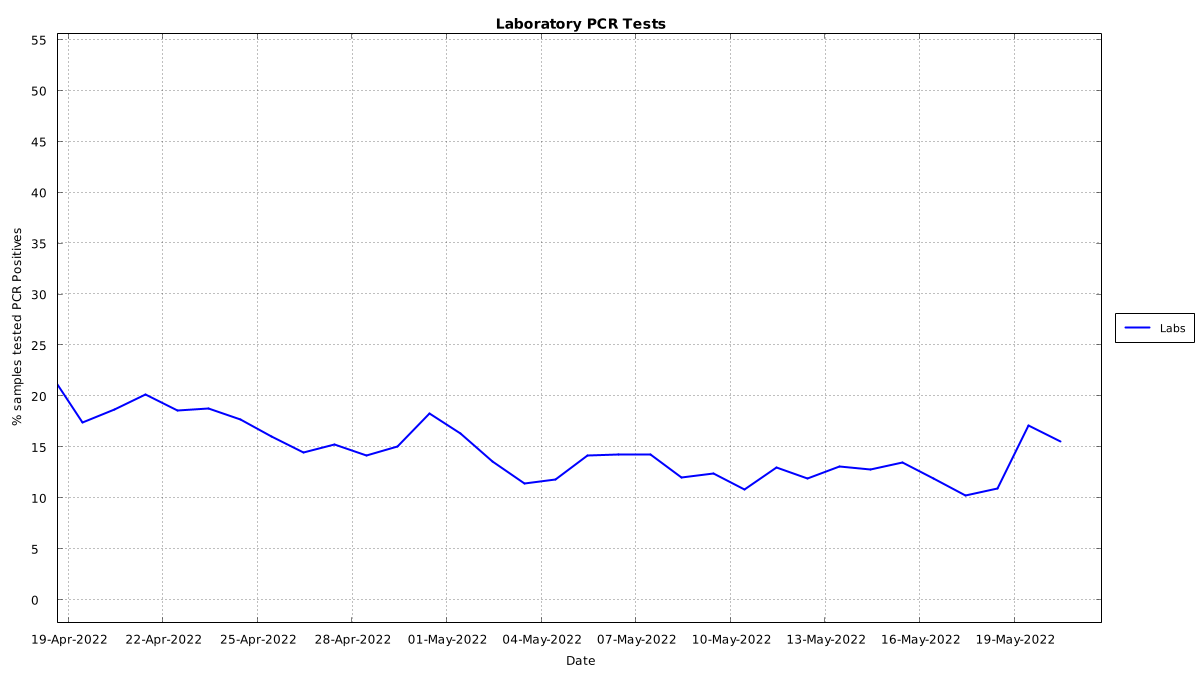 Laboratory PCR Tests
55
50
45
40
35
30
25
20
15
10
5
0
% samples tested PCR Positives
19-Apr-2022 22-Apr-2022 25-Apr-2022 28-Apr-2022 01-May-2022 04-May-2022 07-May-2022 10-May-2022 13-May-2022 16-May-2022 19-May-2022
Date
Labs